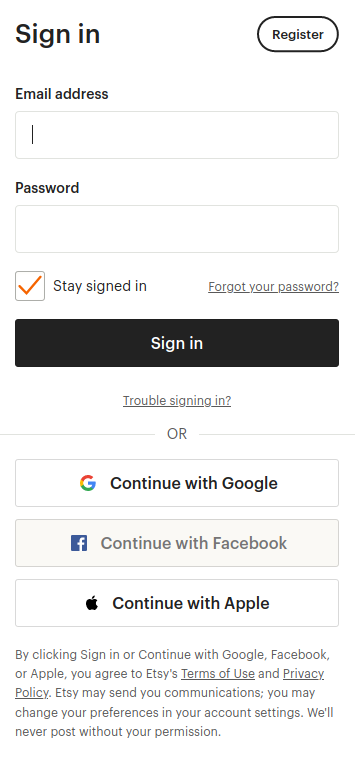 Sign in
Register
Email address
Password
Stay signed in
Forgot your password?
Sign in
Trouble signing in?
OR
Continue with Google
Continue with Facebook
Continue with Apple
By clicking Sign in or Continue with Google, Facebook,
or Apple, you agree to Etsy's Terms of Use and Privacy
Policy. Etsy may send you communications; you may
change your preferences in your account settings. We'll
never post without your permission.